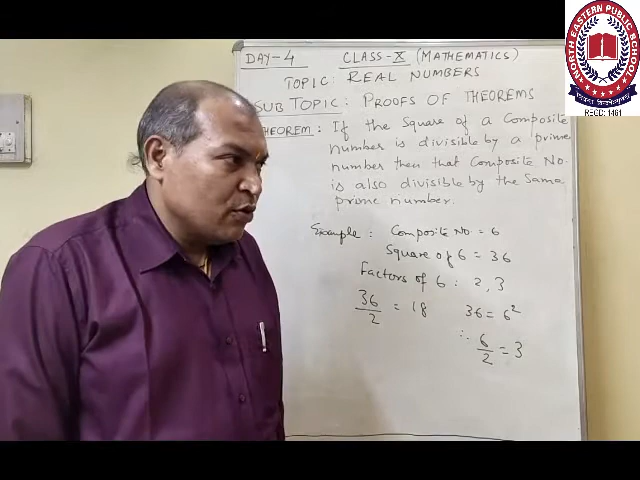 DAY-4 CLASS-X (MATHEMATICS)
TOPIC: REAL NUMBERS
SUB TOPIC: PROOFS OF THEOREMS
THEOREM: If the Square of a Composite
number is divisible by a prime
number then that Composite No.
is also divisible by the Same
prime number.
Example: Composite No. = 6
Square of 6 = 36
Factors of 6 : 2, 3
36/2 = 18 36 = 6²
∴ 6/2 = 3
NORTH EASTERN PUBLIC SCHOOL
REGD: 1461